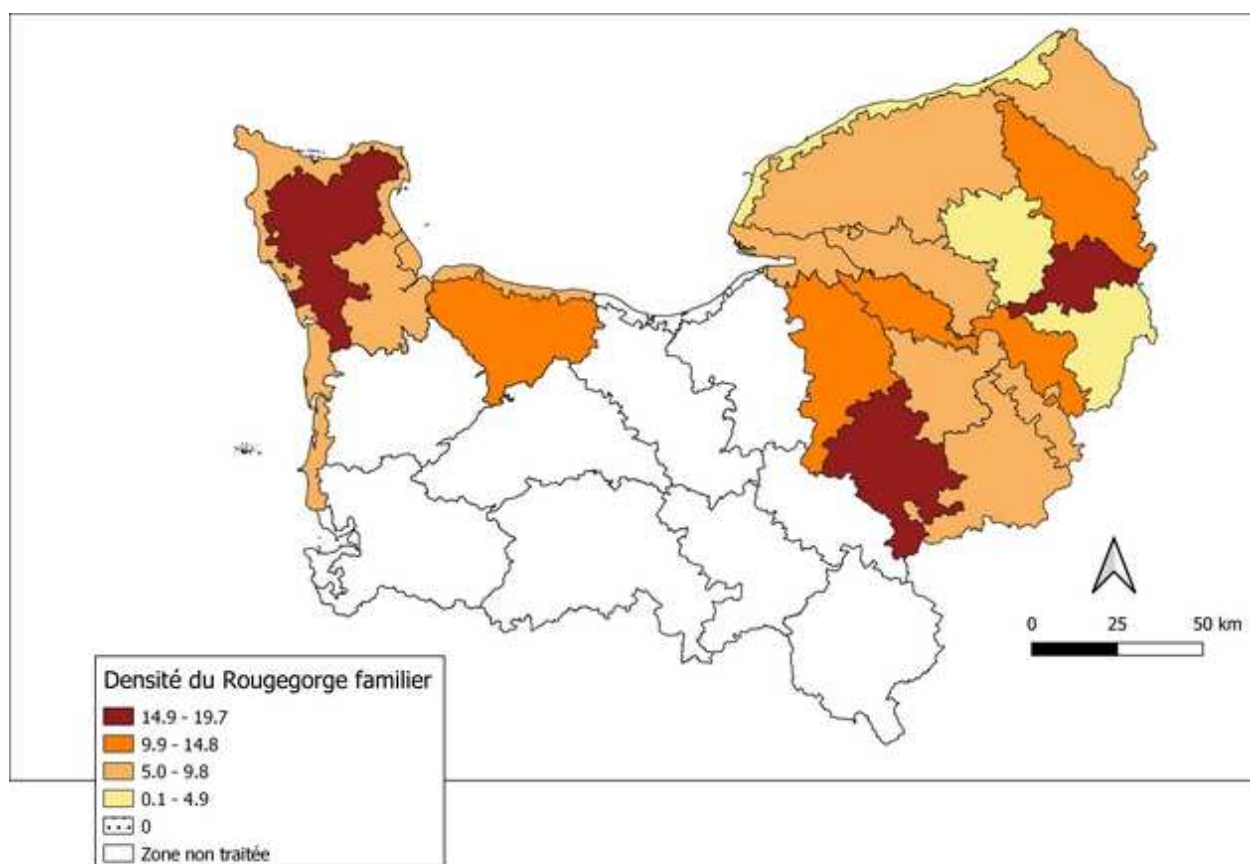 0 25 50 km
Densité du Rougegorge familier
14.9 - 19.7
9.9 - 14.8
5.0 - 9.8
0.1 - 4.9
0
Zone non traitée